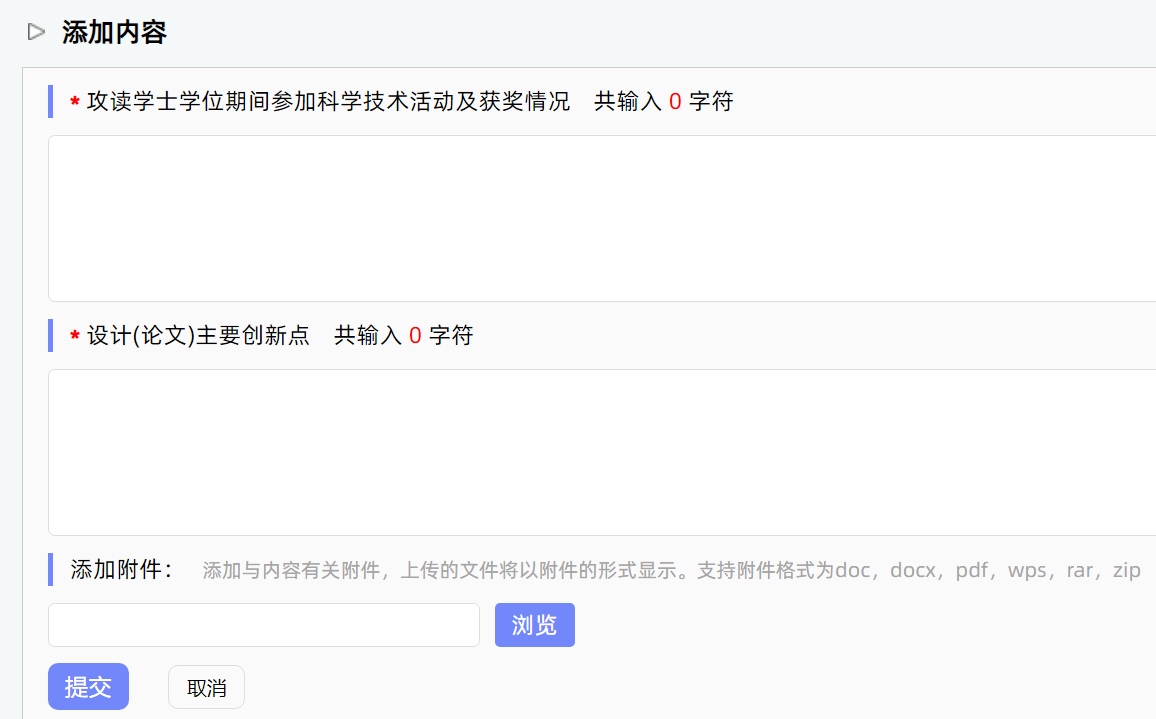 添加内容
* 攻读学士学位期间参加科学技术活动及获奖情况 共输入 0 字符
* 设计(论文)主要创新点 共输入 0 字符
添加附件： 添加与内容有关附件，上传的文件将以附件的形式显示。支持附件格式为doc，docx，pdf，wps，rar，zip
浏览
提交 取消